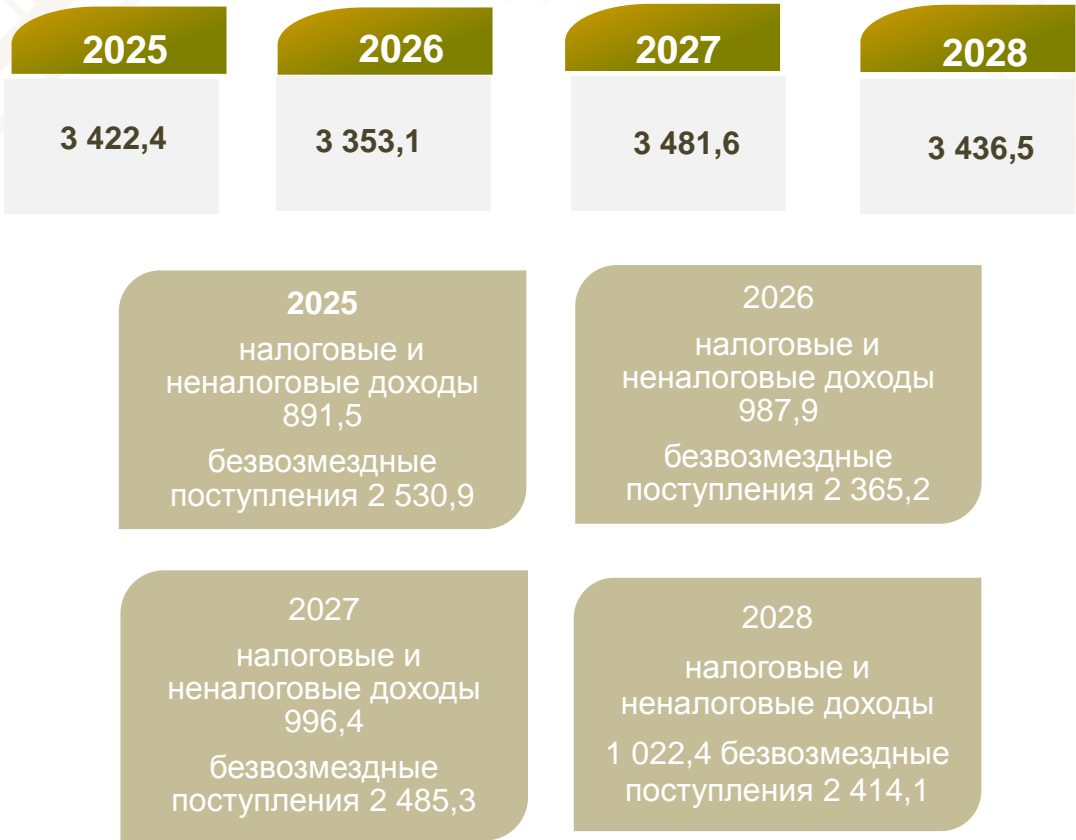 2025
3 422,4
2026
3 353,1
2027
3 481,6
2028
3 436,5
2025
налоговые и
неналоговые доходы
891,5
безвозмездные
поступления 2 530,9
2026
налоговые и
неналоговые доходы
987,9
безвозмездные
поступления 2 365,2
2027
налоговые и
неналоговые доходы
996,4
безвозмездные
поступления 2 485,3
2028
налоговые и
неналоговые доходы
1 022,4 безвозмездные
поступления 2 414,1